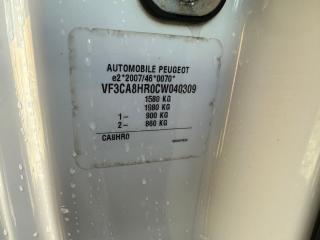 AUTOMOBILE PEUGEOT
e2*2007/46*0070*
VF3CA8HR0CW040309
1580 KG
1980 KG
1- 900 KG
2- 860 KG
CA8HR0